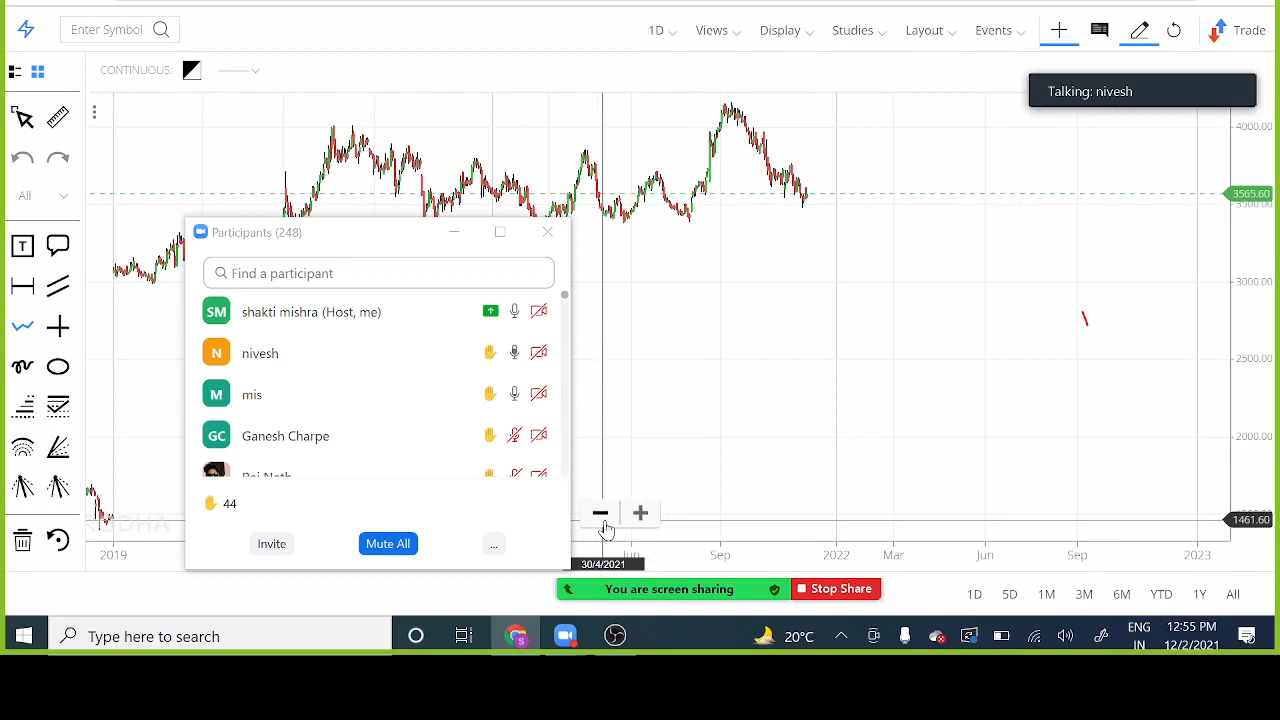 Enter Symbol
1D Views Display Studies Layout Events Trade
CONTINUOUS:
Talking: nivesh
4000.00
3565.60
3500.00
3000.00
2500.00
2000.00
1461.60
All
Participants (248)
Find a participant
SM shakti mishra (Host, me)
N nivesh
M mis
GC Ganesh Charpe
44
Invite Mute All ...
2019 Jun Sep 2022 Mar Jun Sep 2023
30/4/2021
You are screen sharing Stop Share
1D 5D 1M 3M 6M YTD 1Y All
Type here to search
20°C
ENG
IN
12:55 PM
12/2/2021